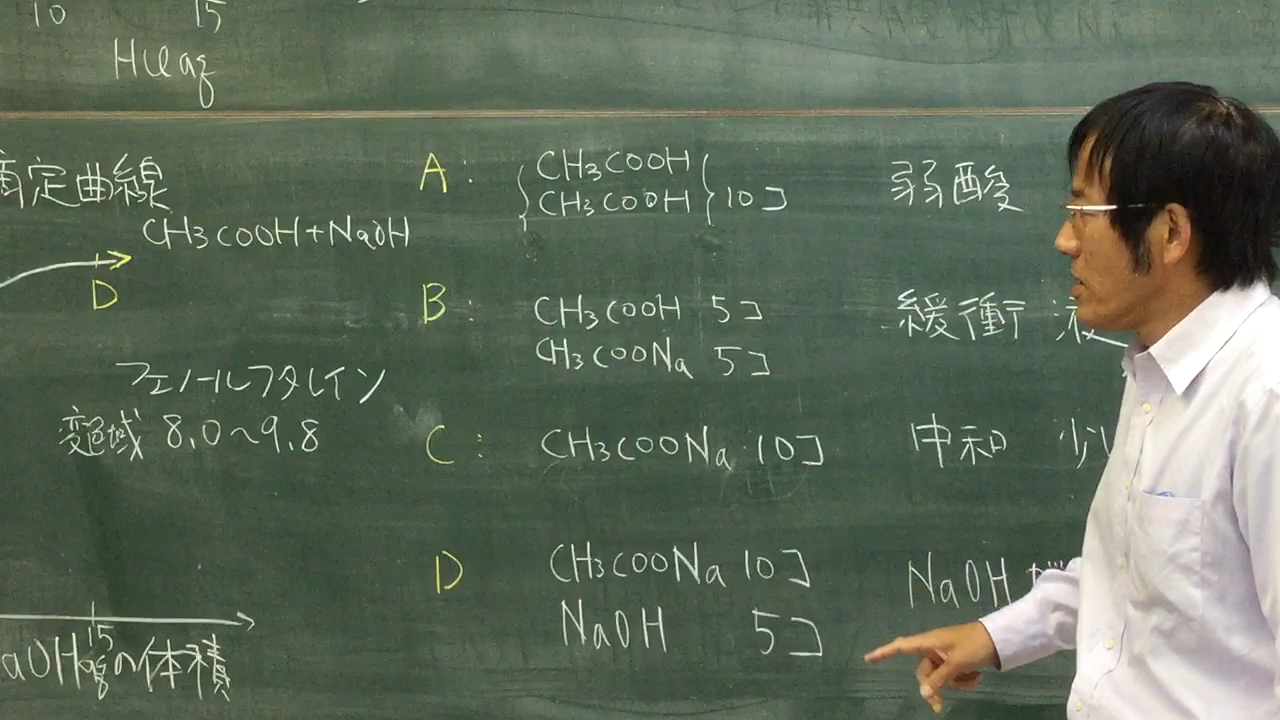 10 15
HClaq
滴定曲線
CH3COOH+NaOH
D
フェノールフタレイン
変色域 8.0~9.8
15
aOHaqの体積
A: CH3COOH
CH3COOH 10コ 弱酸
B: CH3COOH 5コ 緩衝液
CH3COONa 5コ
C: CH3COONa 10コ 中和 少し
D CH3COONa 10コ NaOH
NaOH 5コ